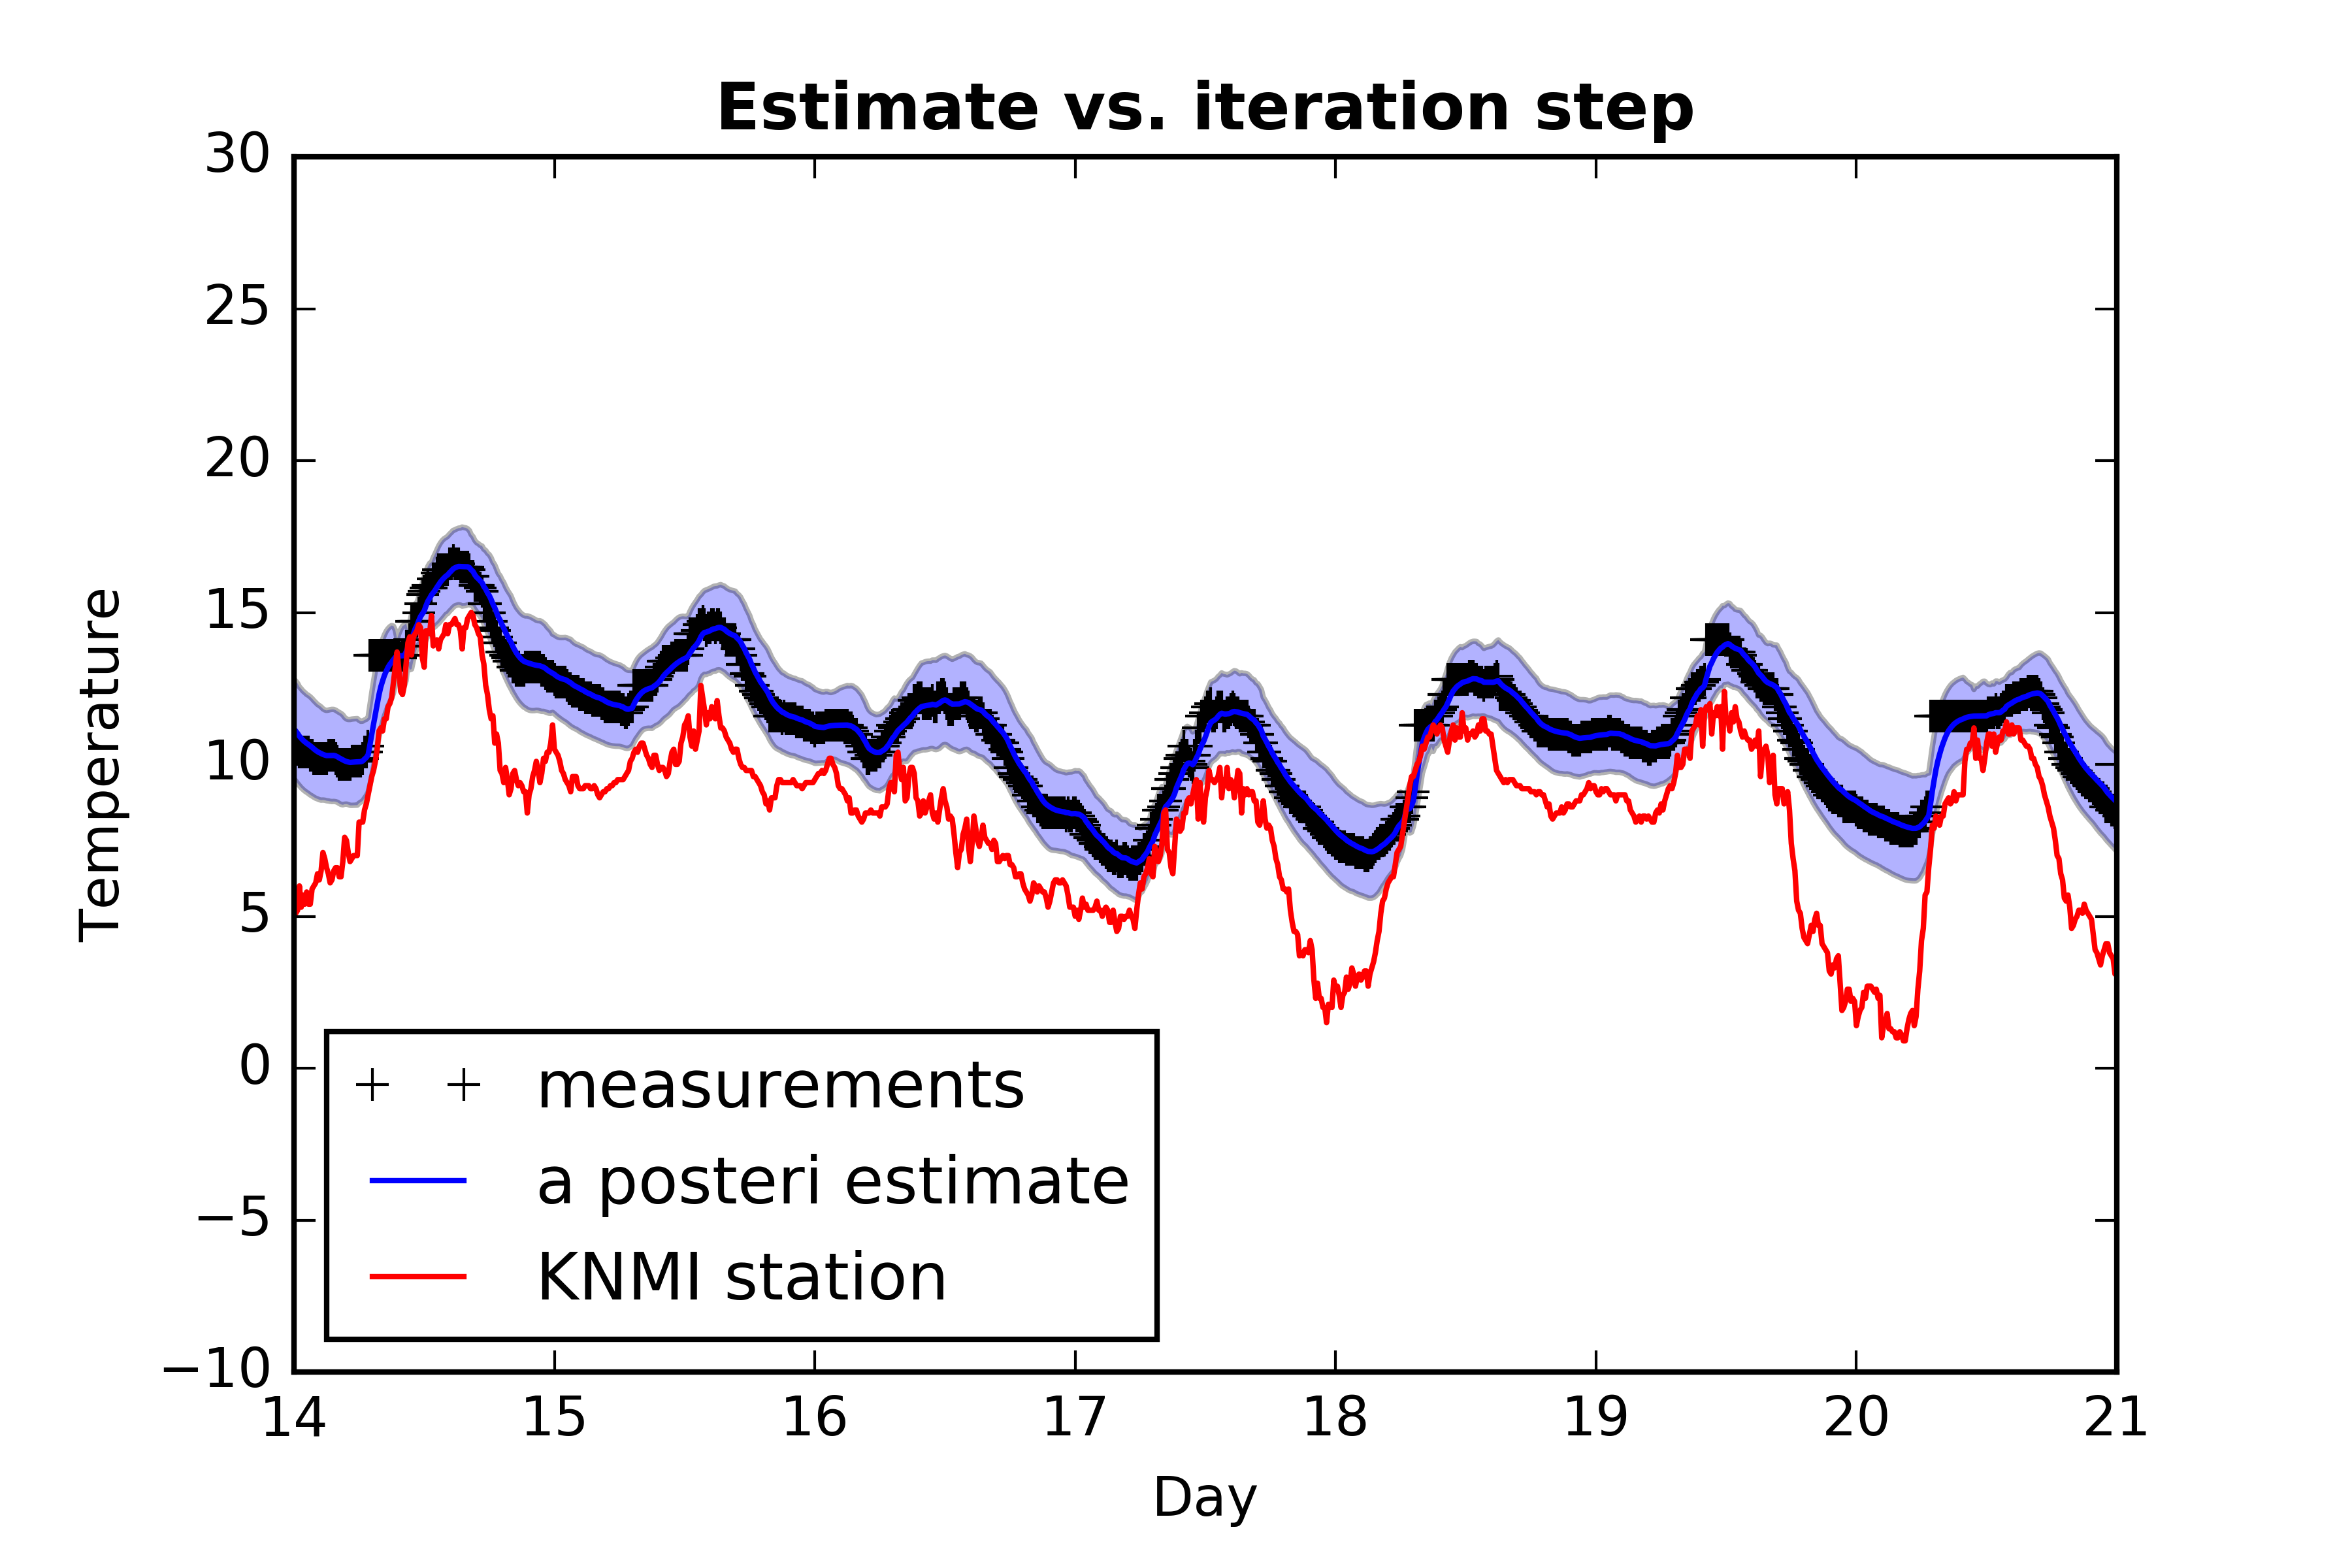 Estimate vs. iteration step
30
25
20
15
10
5
0
−5
−10
Temperature
measurements
a posteri estimate
KNMI station
14 15 16 17 18 19 20 21
Day